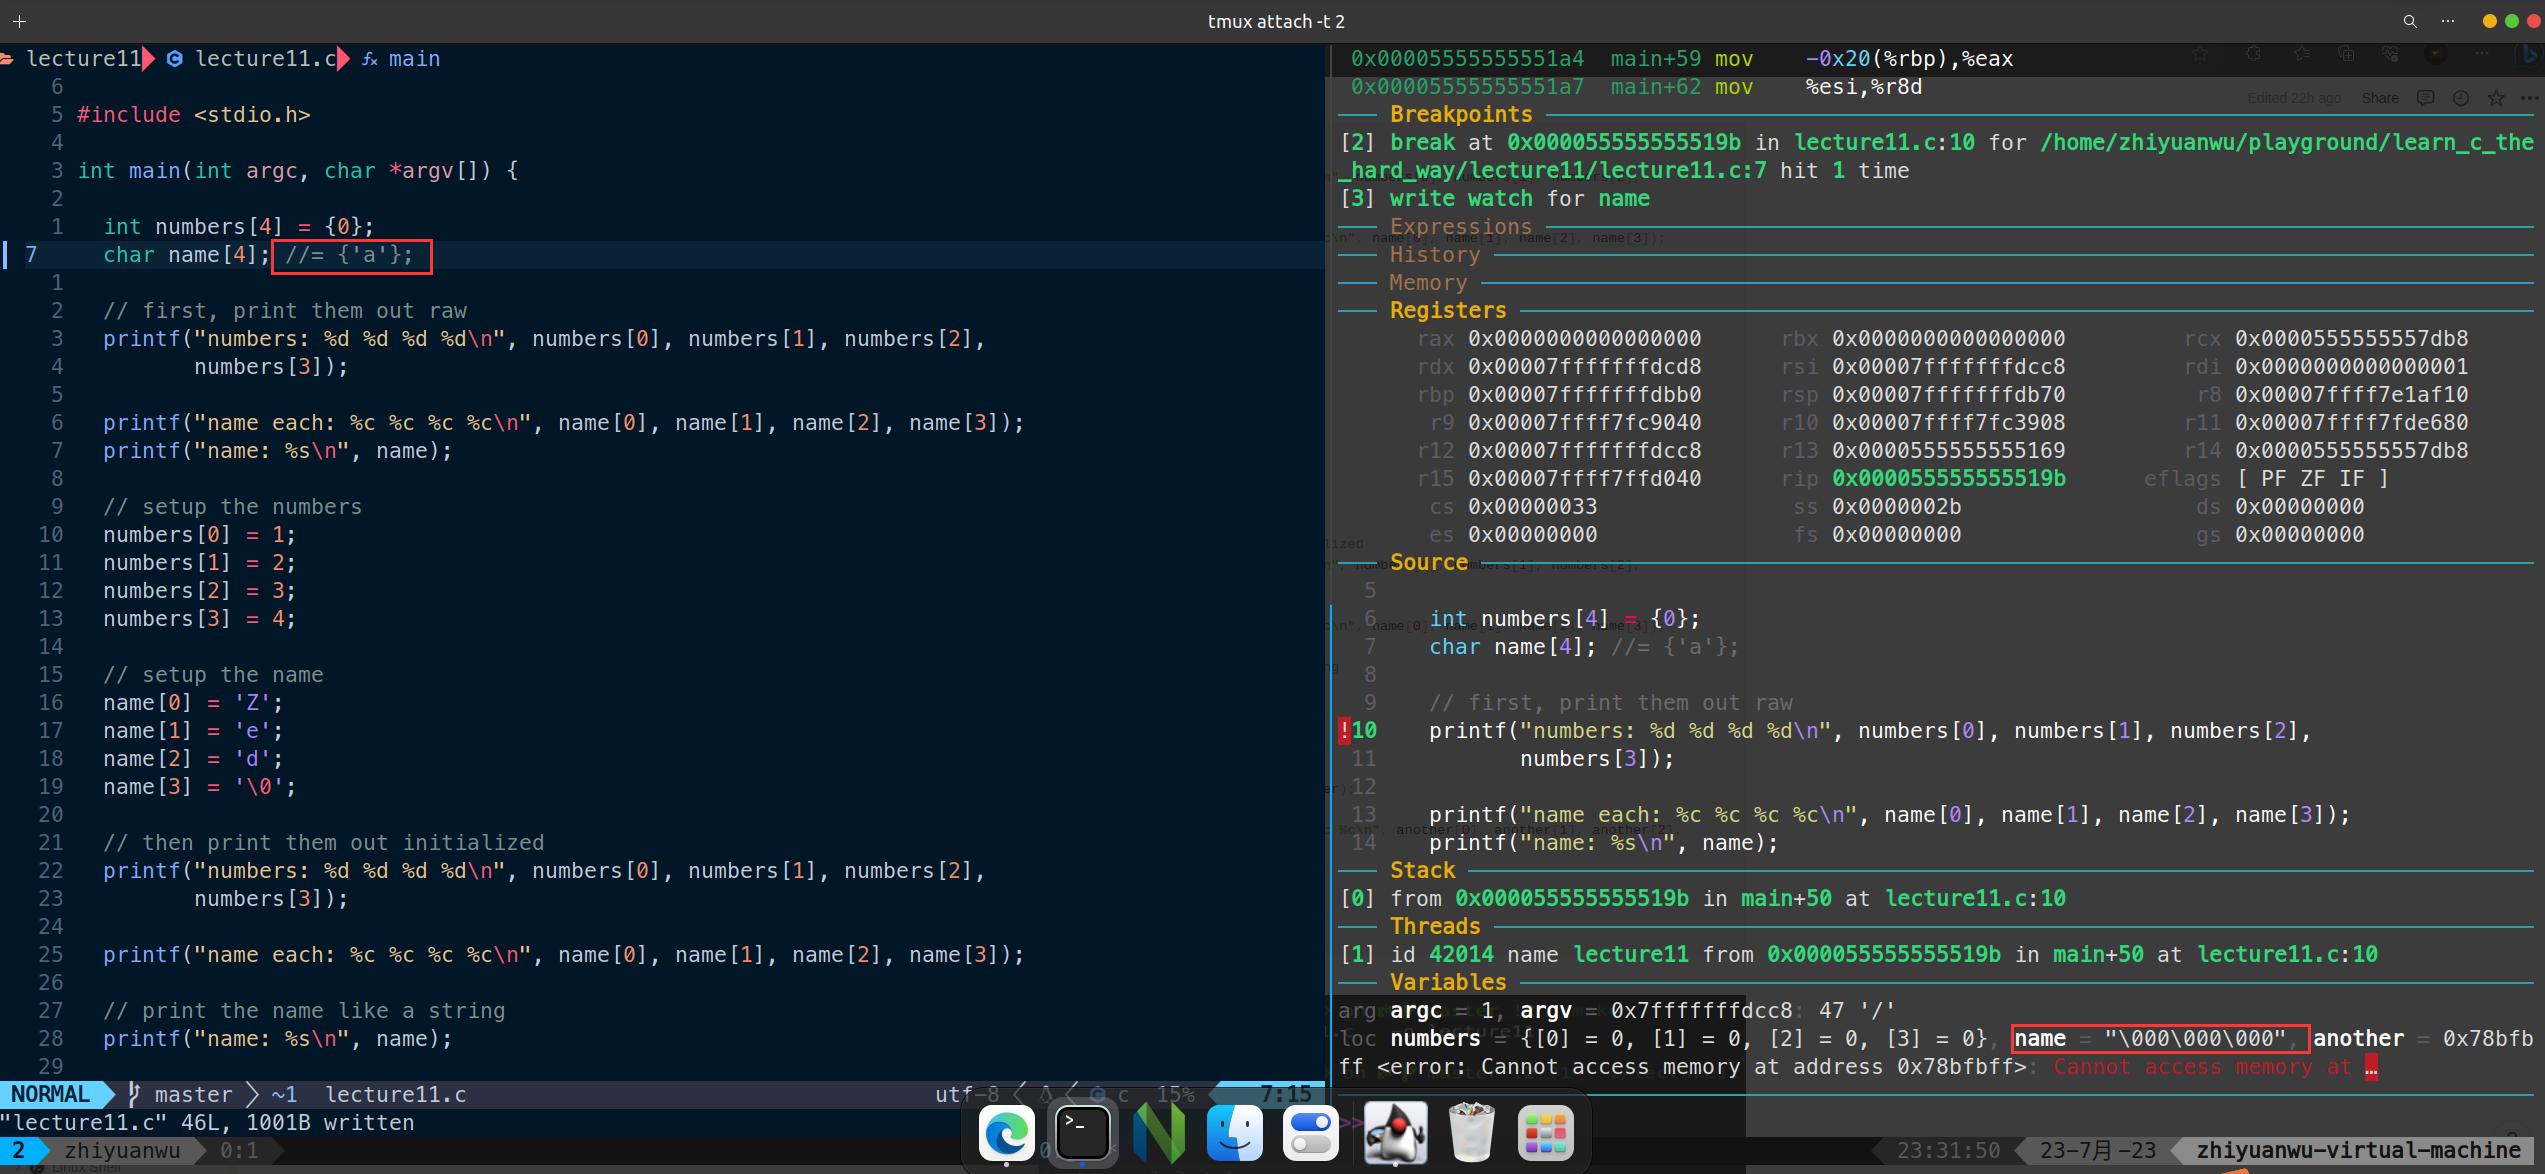 tmux attach -t 2
lecture11 lecture11.c main
6
5 #include <stdio.h>
4
3 int main(int argc, char *argv[]) {
2
1 int numbers[4] = {0};
7 char name[4]; //= {'a'};
1
2 // first, print them out raw
3 printf("numbers: %d %d %d %d\n", numbers[0], numbers[1], numbers[2],
4 numbers[3]);
5
6 printf("name each: %c %c %c %c\n", name[0], name[1], name[2], name[3]);
7 printf("name: %s\n", name);
8
9 // setup the numbers
10 numbers[0] = 1;
11 numbers[1] = 2;
12 numbers[2] = 3;
13 numbers[3] = 4;
14
15 // setup the name
16 name[0] = 'Z';
17 name[1] = 'e';
18 name[2] = 'd';
19 name[3] = '\0';
20
21 // then print them out initialized
22 printf("numbers: %d %d %d %d\n", numbers[0], numbers[1], numbers[2],
23 numbers[3]);
24
25 printf("name each: %c %c %c %c\n", name[0], name[1], name[2], name[3]);
26
27 // print the name like a string
28 printf("name: %s\n", name);
29
NORMAL master ~1 lecture11.c utf-8 c 15% 7:15
"lecture11.c" 46L, 1001B written
0x00005555555551a4 main+59 mov -0x20(%rbp),%eax
0x00005555555551a7 main+62 mov %esi,%r8d
Edited 22h ago Share
Breakpoints
[2] break at 0x000055555555519b in lecture11.c:10 for /home/zhiyuanwu/playground/learn_c_the
_hard_way/lecture11/lecture11.c:7 hit 1 time
[3] write watch for name
Expressions
History
Memory
Registers
rax 0x0000000000000000 rbx 0x0000000000000000 rcx 0x0000555555557db8
rdx 0x00007fffffffdcd8 rsi 0x00007fffffffdcc8 rdi 0x0000000000000001
rbp 0x00007fffffffdbb0 rsp 0x00007fffffffdb70 r8 0x00007ffff7e1af10
r9 0x00007ffff7fc9040 r10 0x00007ffff7fc3908 r11 0x00007ffff7fde680
r12 0x00007fffffffdcc8 r13 0x0000555555555169 r14 0x0000555555557db8
r15 0x00007ffff7ffd040 rip 0x000055555555519b eflags [ PF ZF IF ]
cs 0x00000033 ss 0x0000002b ds 0x00000000
es 0x00000000 fs 0x00000000 gs 0x00000000
Source
5
6 int numbers[4] = {0};
7 char name[4]; //= {'a'};
8
9 // first, print them out raw
!10 printf("numbers: %d %d %d %d\n", numbers[0], numbers[1], numbers[2],
11 numbers[3]);
12
13 printf("name each: %c %c %c %c\n", name[0], name[1], name[2], name[3]);
14 printf("name: %s\n", name);
Stack
[0] from 0x000055555555519b in main+50 at lecture11.c:10
Threads
[1] id 42014 name lecture11 from 0x000055555555519b in main+50 at lecture11.c:10
Variables
arg argc = 1, argv = 0x7fffffffdcc8: 47 '/'
loc numbers = {[0] = 0, [1] = 0, [2] = 0, [3] = 0}, name = "\000\000\000", another = 0x78bfb
ff <error: Cannot access memory at address 0x78bfbff>: Cannot access memory at …
>>
2 zhiyuanwu 0:1 23:31:50 23-7月-23 zhiyuanwu-virtual-machine